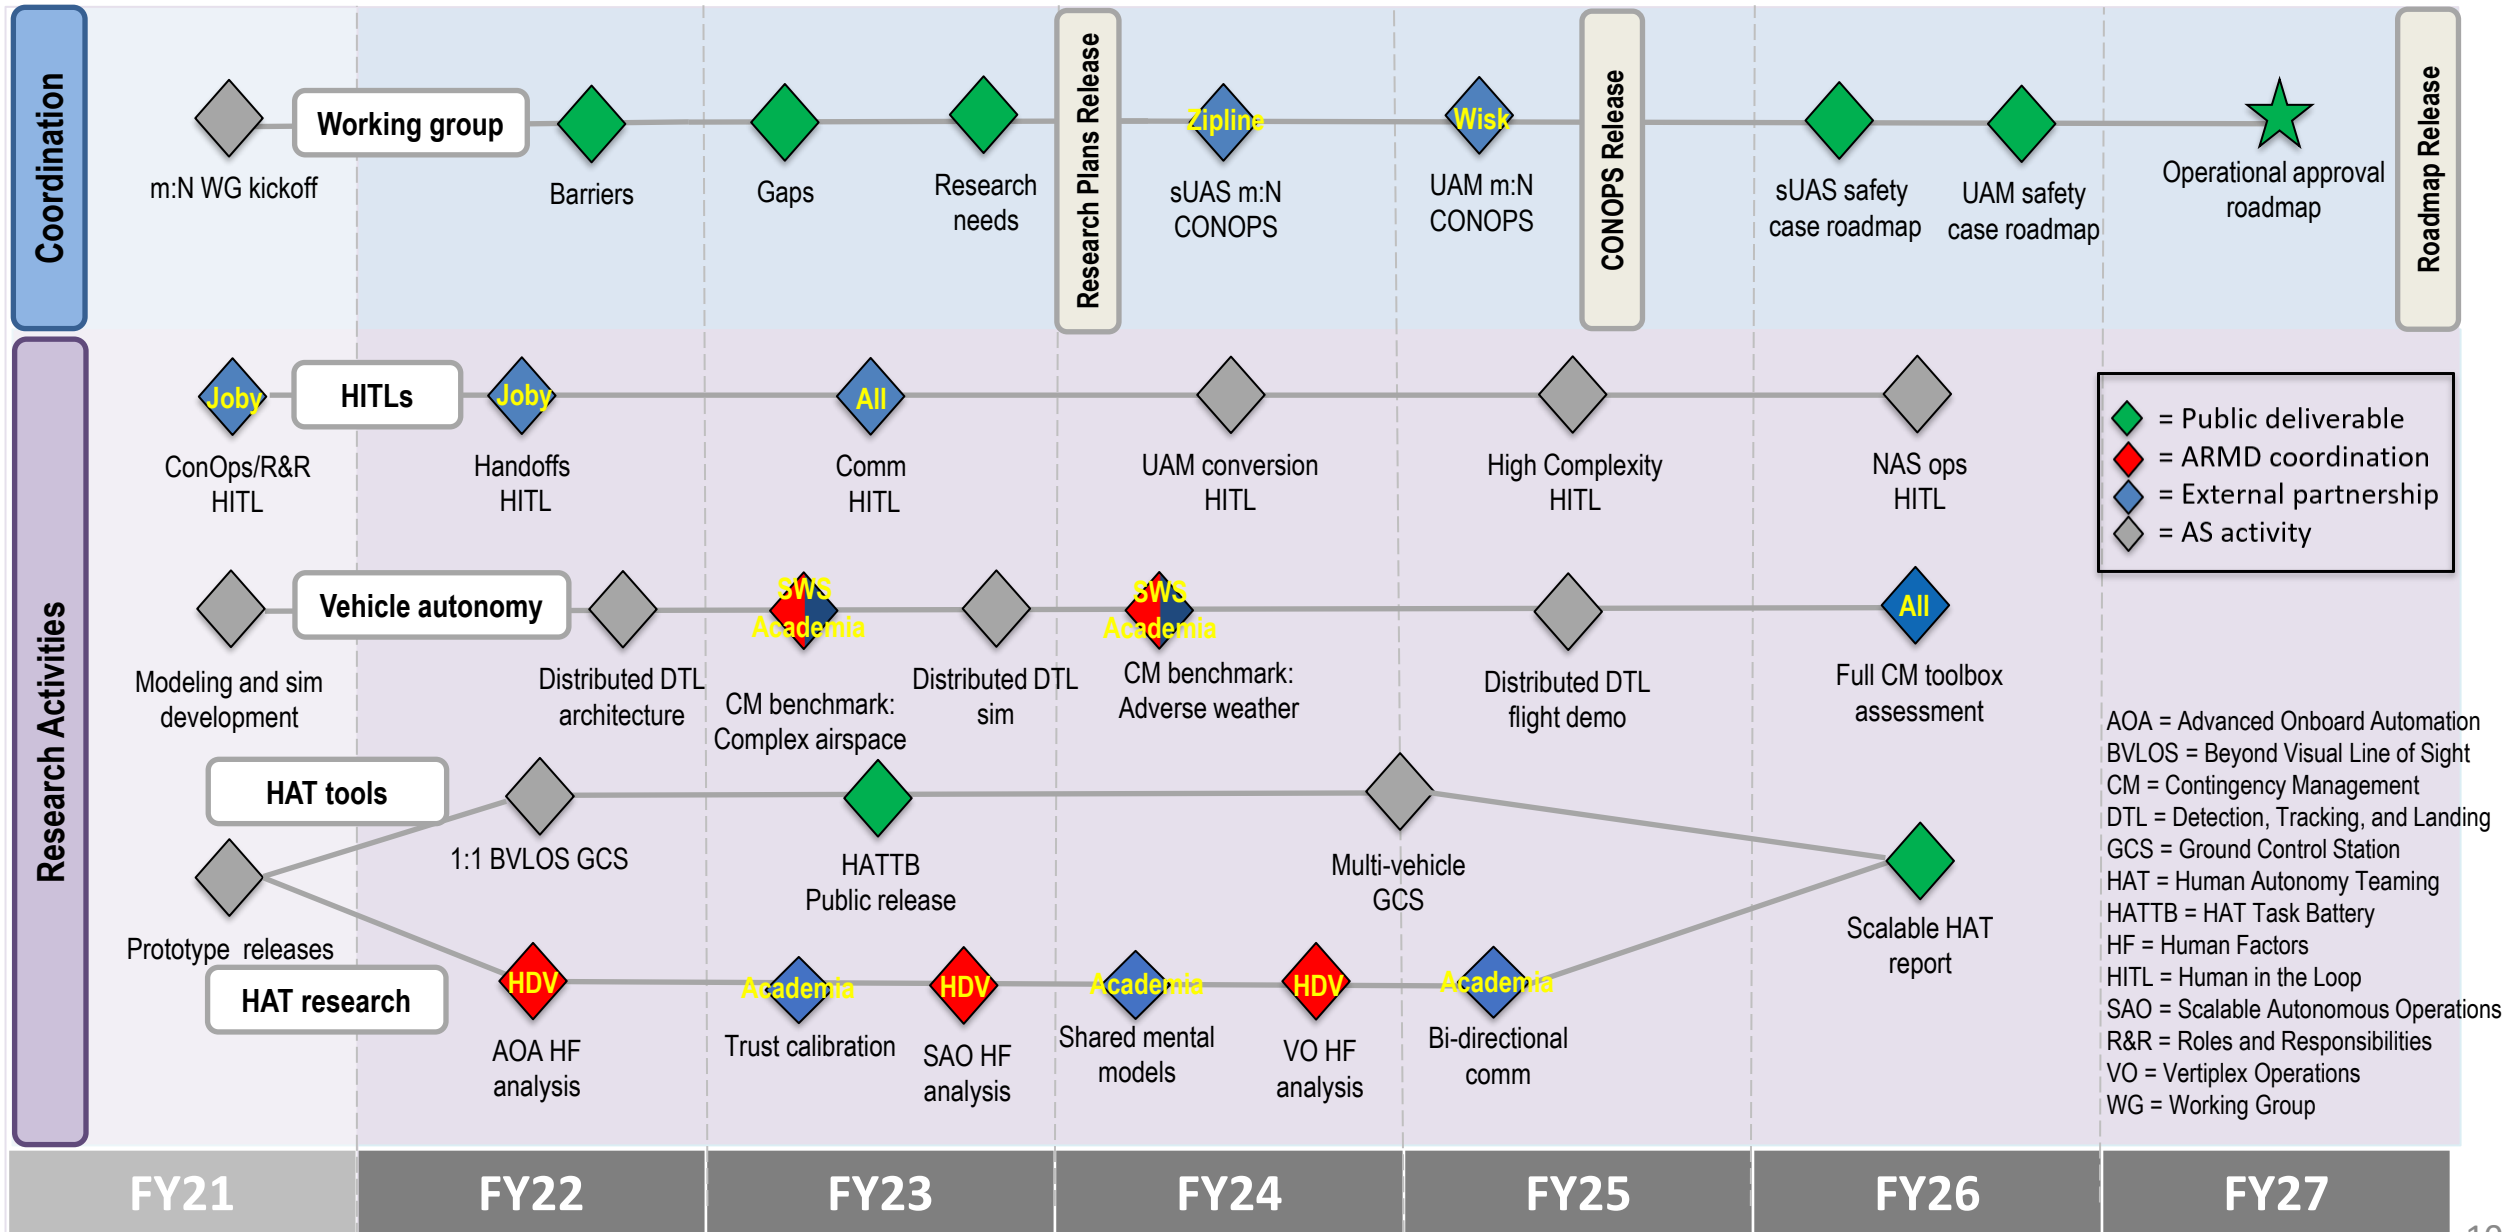 Coordination
Working group
m:N WG kickoff
Barriers
Gaps
Research
needs
Research Plans Release
Zipline
sUAS m:N
CONOPS
Wisk
UAM m:N
CONOPS
CONOPS Release
sUAS safety
case roadmap
UAM safety
case roadmap
Operational approval
roadmap
Roadmap Release
Research Activities
Joby
HITLs
Joby
All
ConOps/R&R
HITL
Handoffs
HITL
Comm
HITL
UAM conversion
HITL
High Complexity
HITL
NAS ops
HITL
= Public deliverable
= ARMD coordination
= External partnership
= AS activity
Vehicle autonomy
SWS
Academia
SWS
Academia
All
Modeling and sim
development
Distributed DTL
architecture
CM benchmark:
Complex airspace
Distributed DTL
sim
CM benchmark:
Adverse weather
Distributed DTL
flight demo
Full CM toolbox
assessment
HAT tools
1:1 BVLOS GCS
HATTB
Public release
Multi-vehicle
GCS
Prototype releases
Scalable HAT
report
HAT research
HDV
Academia
HDV
Academia
HDV
Academia
AOA HF
analysis
Trust calibration
SAO HF
analysis
Shared mental
models
VO HF
analysis
Bi-directional
comm
AOA = Advanced Onboard Automation
BVLOS = Beyond Visual Line of Sight
CM = Contingency Management
DTL = Detection, Tracking, and Landing
GCS = Ground Control Station
HAT = Human Autonomy Teaming
HATTB = HAT Task Battery
HF = Human Factors
HITL = Human in the Loop
SAO = Scalable Autonomous Operations
R&R = Roles and Responsibilities
VO = Vertiplex Operations
WG = Working Group
FY21
FY22
FY23
FY24
FY25
FY26
FY27